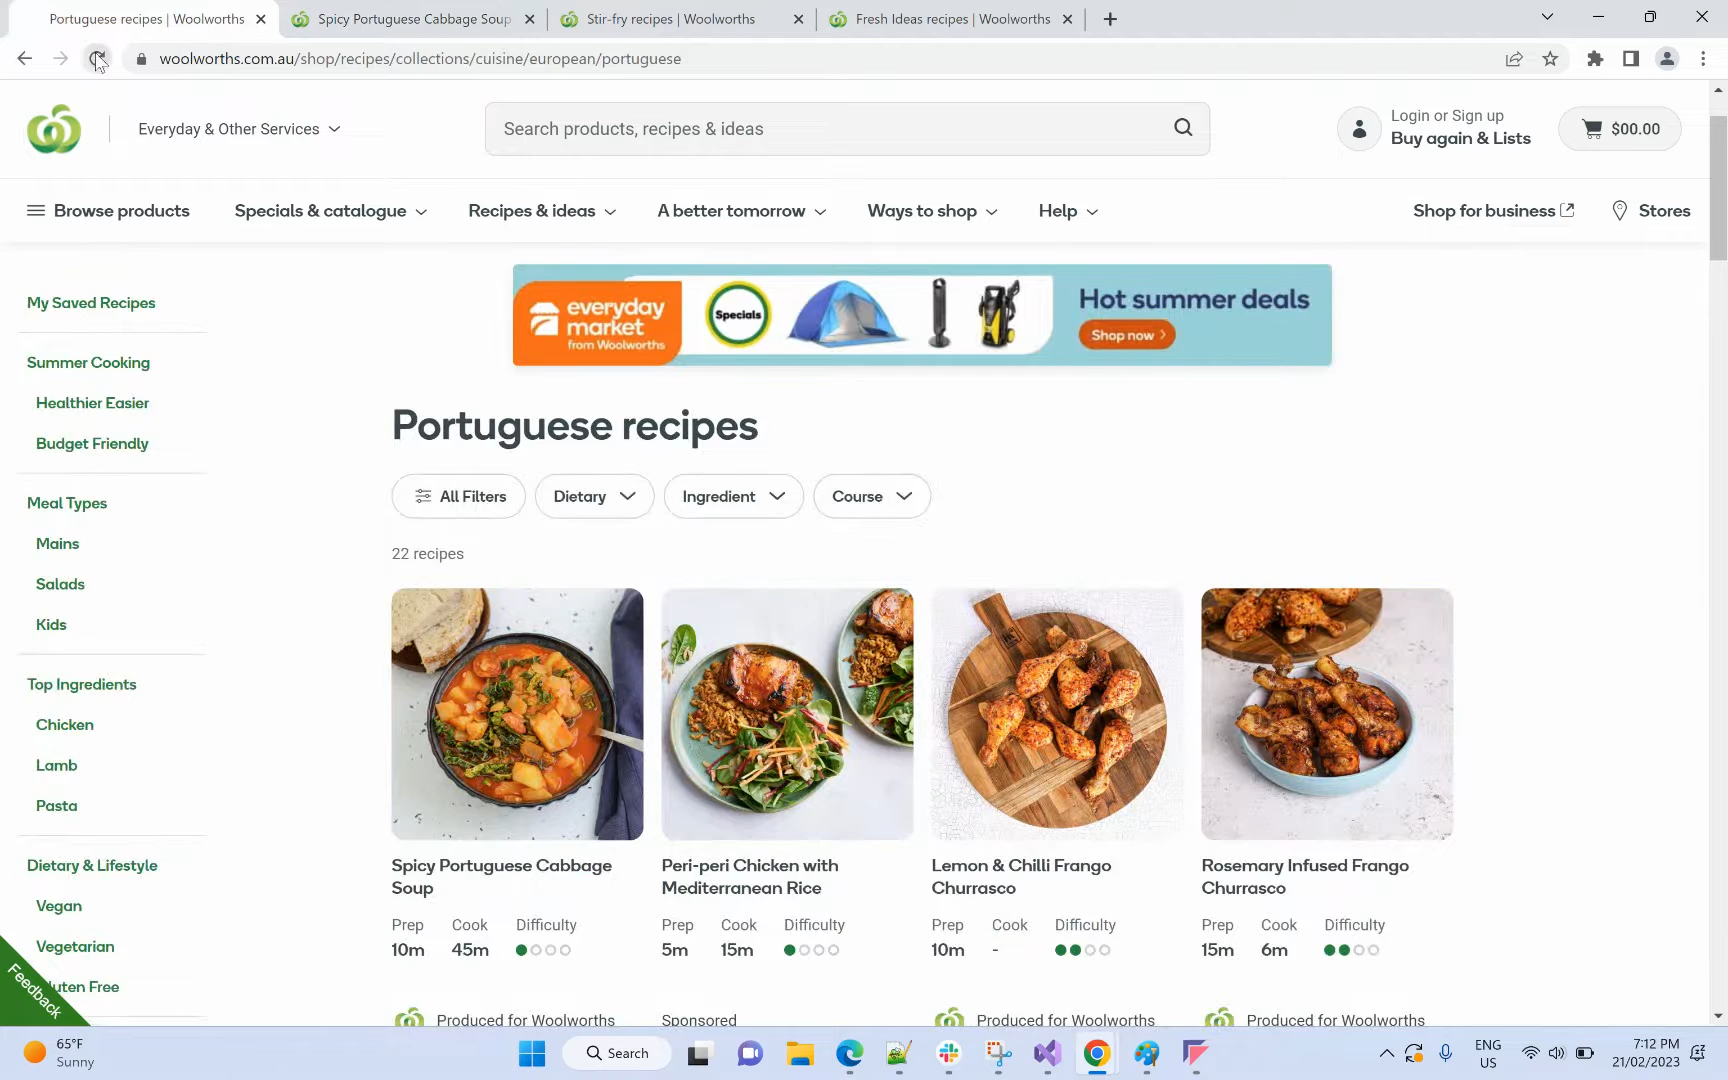 Portuguese recipes | Woolworths
Spicy Portuguese Cabbage Soup
Stir-fry recipes | Woolworths
Fresh Ideas recipes | Woolworths
woolworths.com.au/shop/recipes/collections/cuisine/european/portuguese
Everyday & Other Services
Search products, recipes & ideas
Login or Sign up
Buy again & Lists
$00.00
Browse products
Specials & catalogue
Recipes & ideas
A better tomorrow
Ways to shop
Help
Shop for business
Stores
My Saved Recipes
Summer Cooking
Healthier Easier
Budget Friendly
Meal Types
Mains
Salads
Kids
Top Ingredients
Chicken
Lamb
Pasta
Dietary & Lifestyle
Vegan
Vegetarian
uten Free
Feedback
everyday
market
from Woolworths
Specials
Hot summer deals
Shop now >
Portuguese recipes
All Filters
Dietary
Ingredient
Course
22 recipes
Spicy Portuguese Cabbage
Soup
Prep Cook Difficulty
10m 45m
Produced for Woolworths
Peri-peri Chicken with
Mediterranean Rice
Prep Cook Difficulty
5m 15m
Sponsored
Lemon & Chilli Frango
Churrasco
Prep Cook Difficulty
10m -
Produced for Woolworths
Rosemary Infused Frango
Churrasco
Prep Cook Difficulty
15m 6m
Produced for Woolworths
65°F
Sunny
Search
ENG
US
7:12 PM
21/02/2023